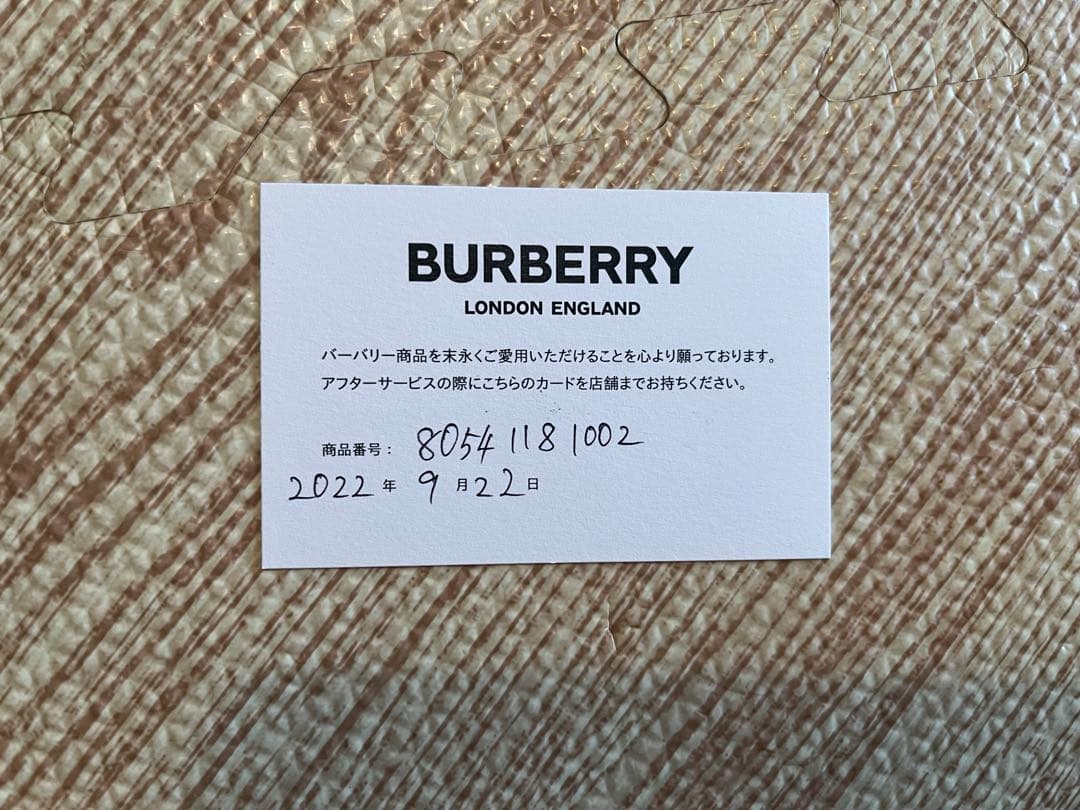 BURBERRY
LONDON ENGLAND
バーバリー商品を末永くご愛用いただけることを心より願っております。
アフターサービスの際にこちらのカードを店舗までお持ちください。
商品番号： 8054 118 1002
2022 年 9 月 22 日